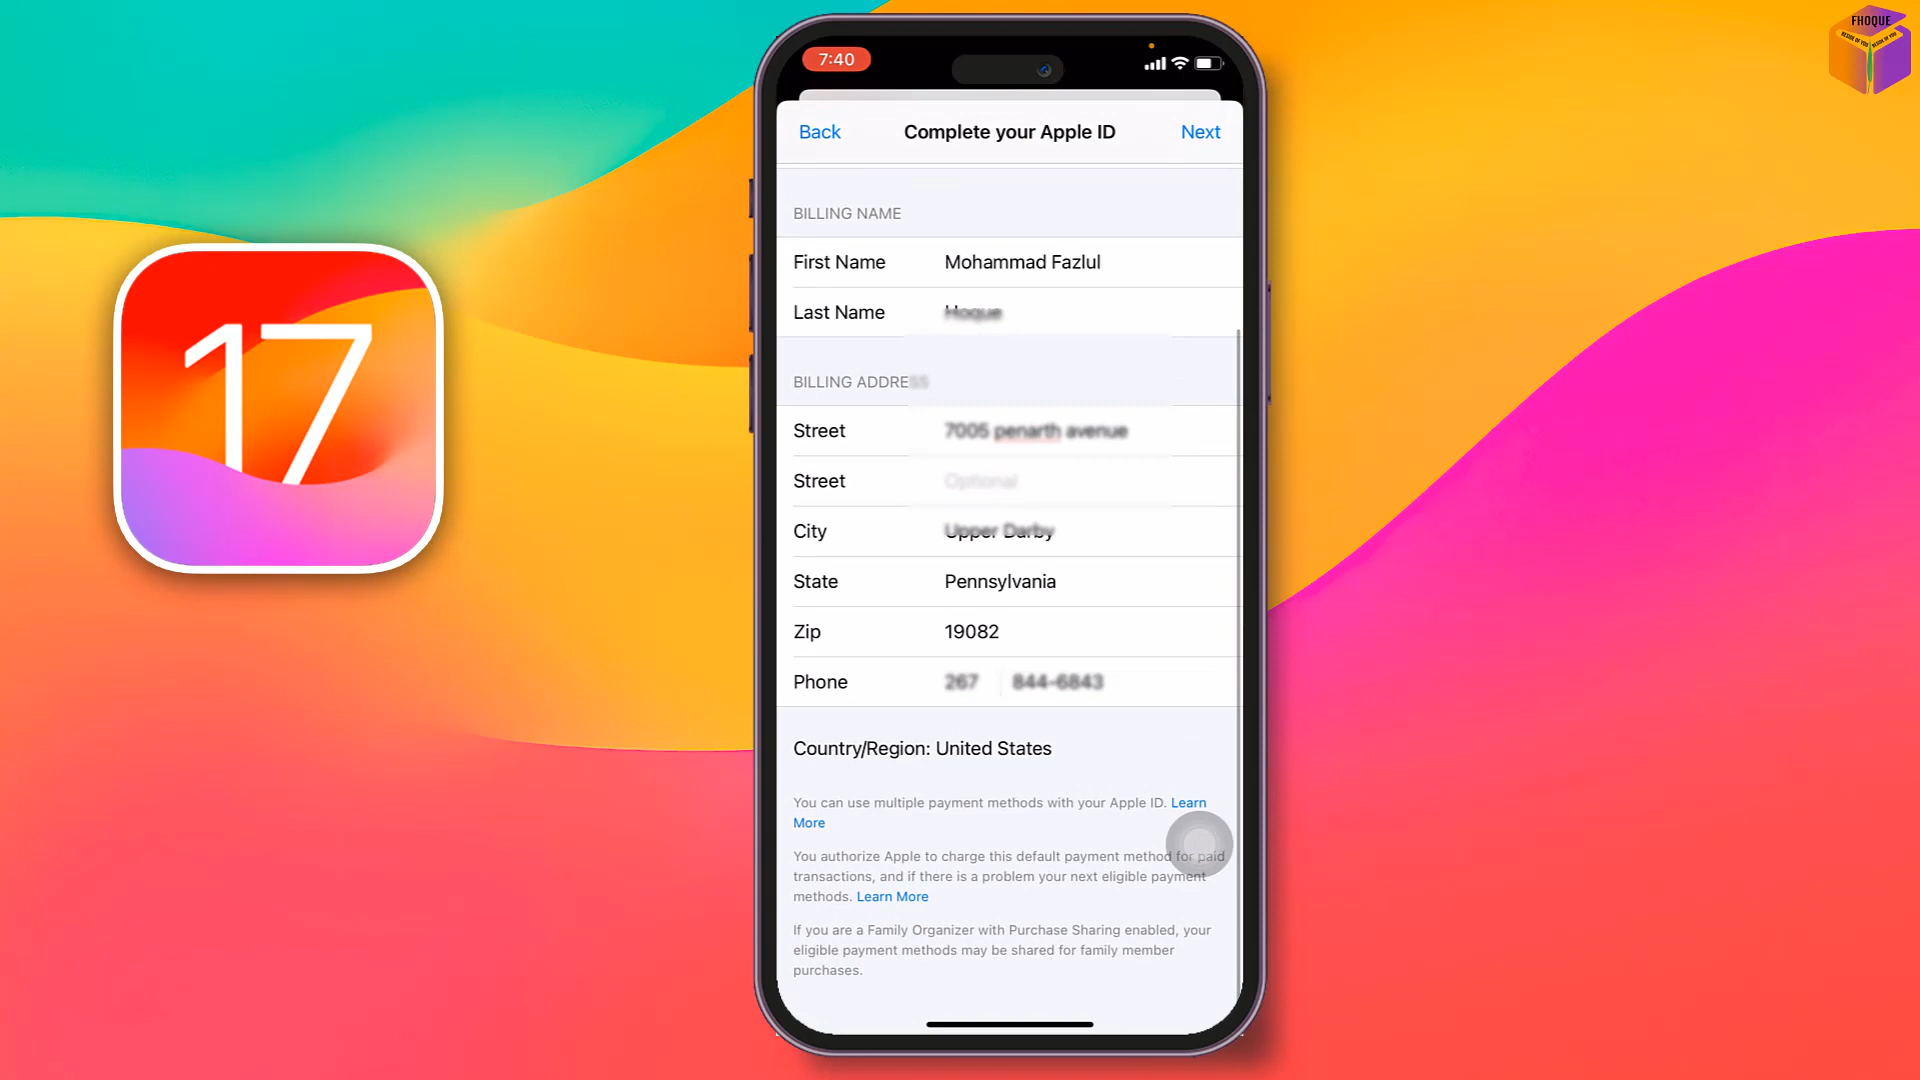 FHOQUE
17
7:40
Back
Complete your Apple ID
Next
BILLING NAME
First Name Mohammad Fazlul
Last Name
BILLING ADDRESS
Street
Street Optional
City
State Pennsylvania
Zip 19082
Phone
Country/Region: United States
You can use multiple payment methods with your Apple ID. Learn
More
You authorize Apple to charge this default payment method for paid
transactions, and if there is a problem your next eligible payment
methods. Learn More
If you are a Family Organizer with Purchase Sharing enabled, your
eligible payment methods may be shared for family member
purchases.